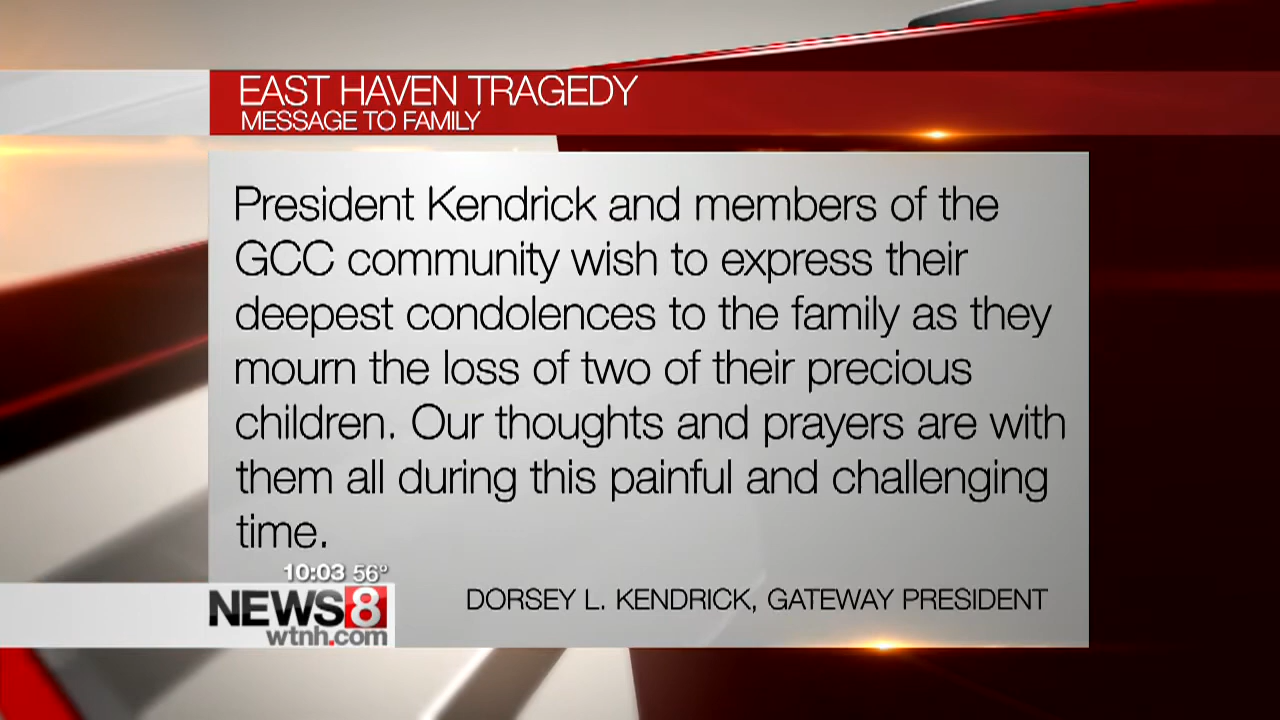 EAST HAVEN TRAGEDY
MESSAGE TO FAMILY
President Kendrick and members of the
GCC community wish to express their
deepest condolences to the family as they
mourn the loss of two of their precious
children. Our thoughts and prayers are with
them all during this painful and challenging
time.
10:03 56°
NEWS8
wtnh.com
DORSEY L. KENDRICK, GATEWAY PRESIDENT